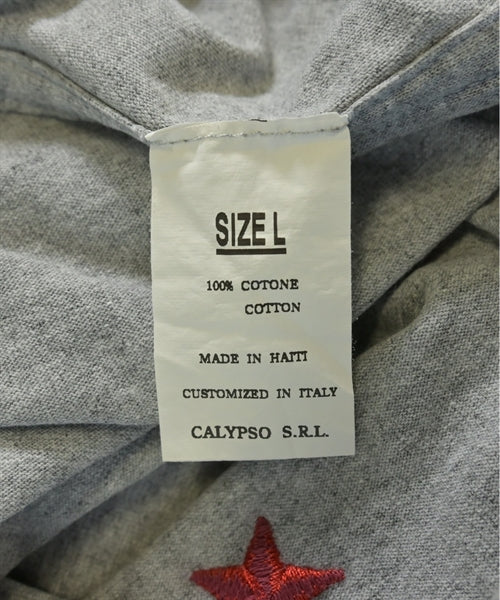 SIZE L
100% COTONE
COTTON
MADE IN HAITI
CUSTOMIZED IN ITALY
CALYPSO S.R.L.